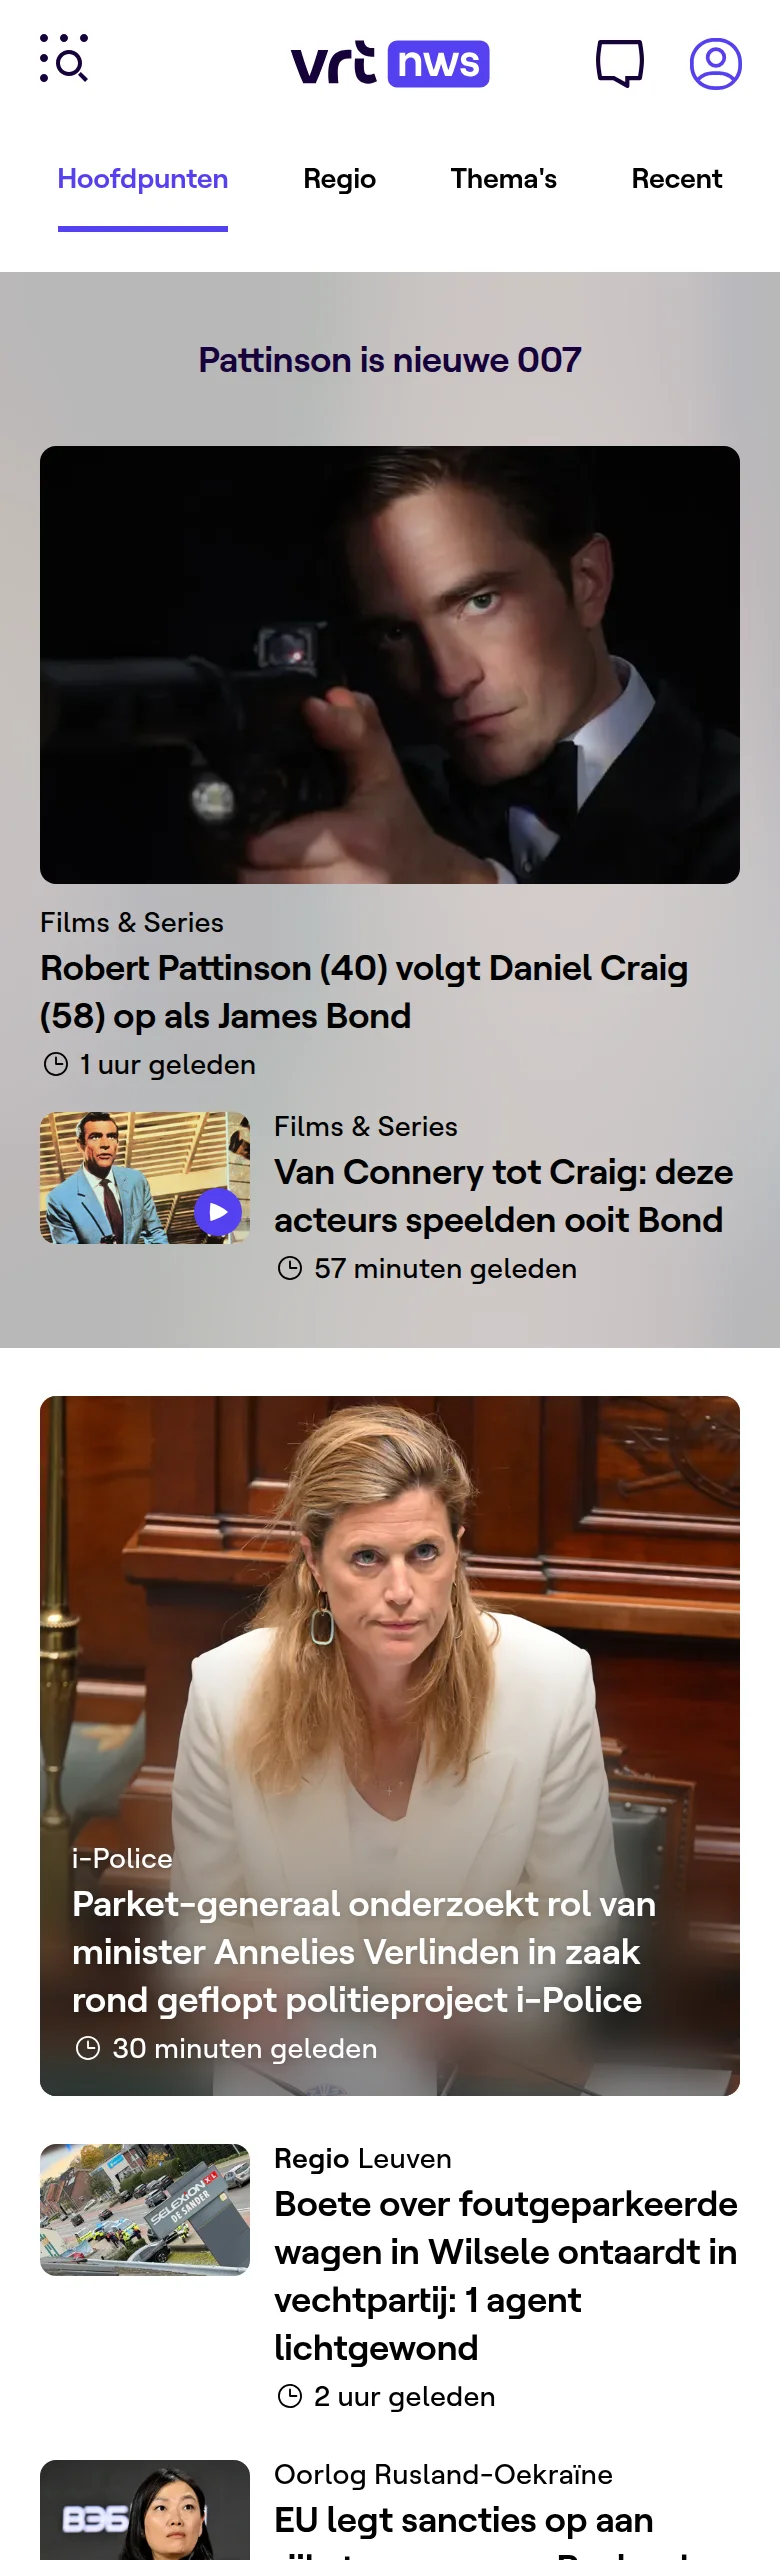 vrt nws
Hoofdpunten Regio Thema's Recent
Pattinson is nieuwe 007
Films & Series
Robert Pattinson (40) volgt Daniel Craig
(58) op als James Bond
1 uur geleden
Films & Series
Van Connery tot Craig: deze
acteurs speelden ooit Bond
57 minuten geleden
i-Police
Parket-generaal onderzoekt rol van
minister Annelies Verlinden in zaak
rond geflopt politieproject i-Police
30 minuten geleden
SELEXION XL
DE SANDER
Regio Leuven
Boete over foutgeparkeerde
wagen in Wilsele ontaardt in
vechtpartij: 1 agent
lichtgewond
2 uur geleden
Oorlog Rusland-Oekraïne
EU legt sancties op aan